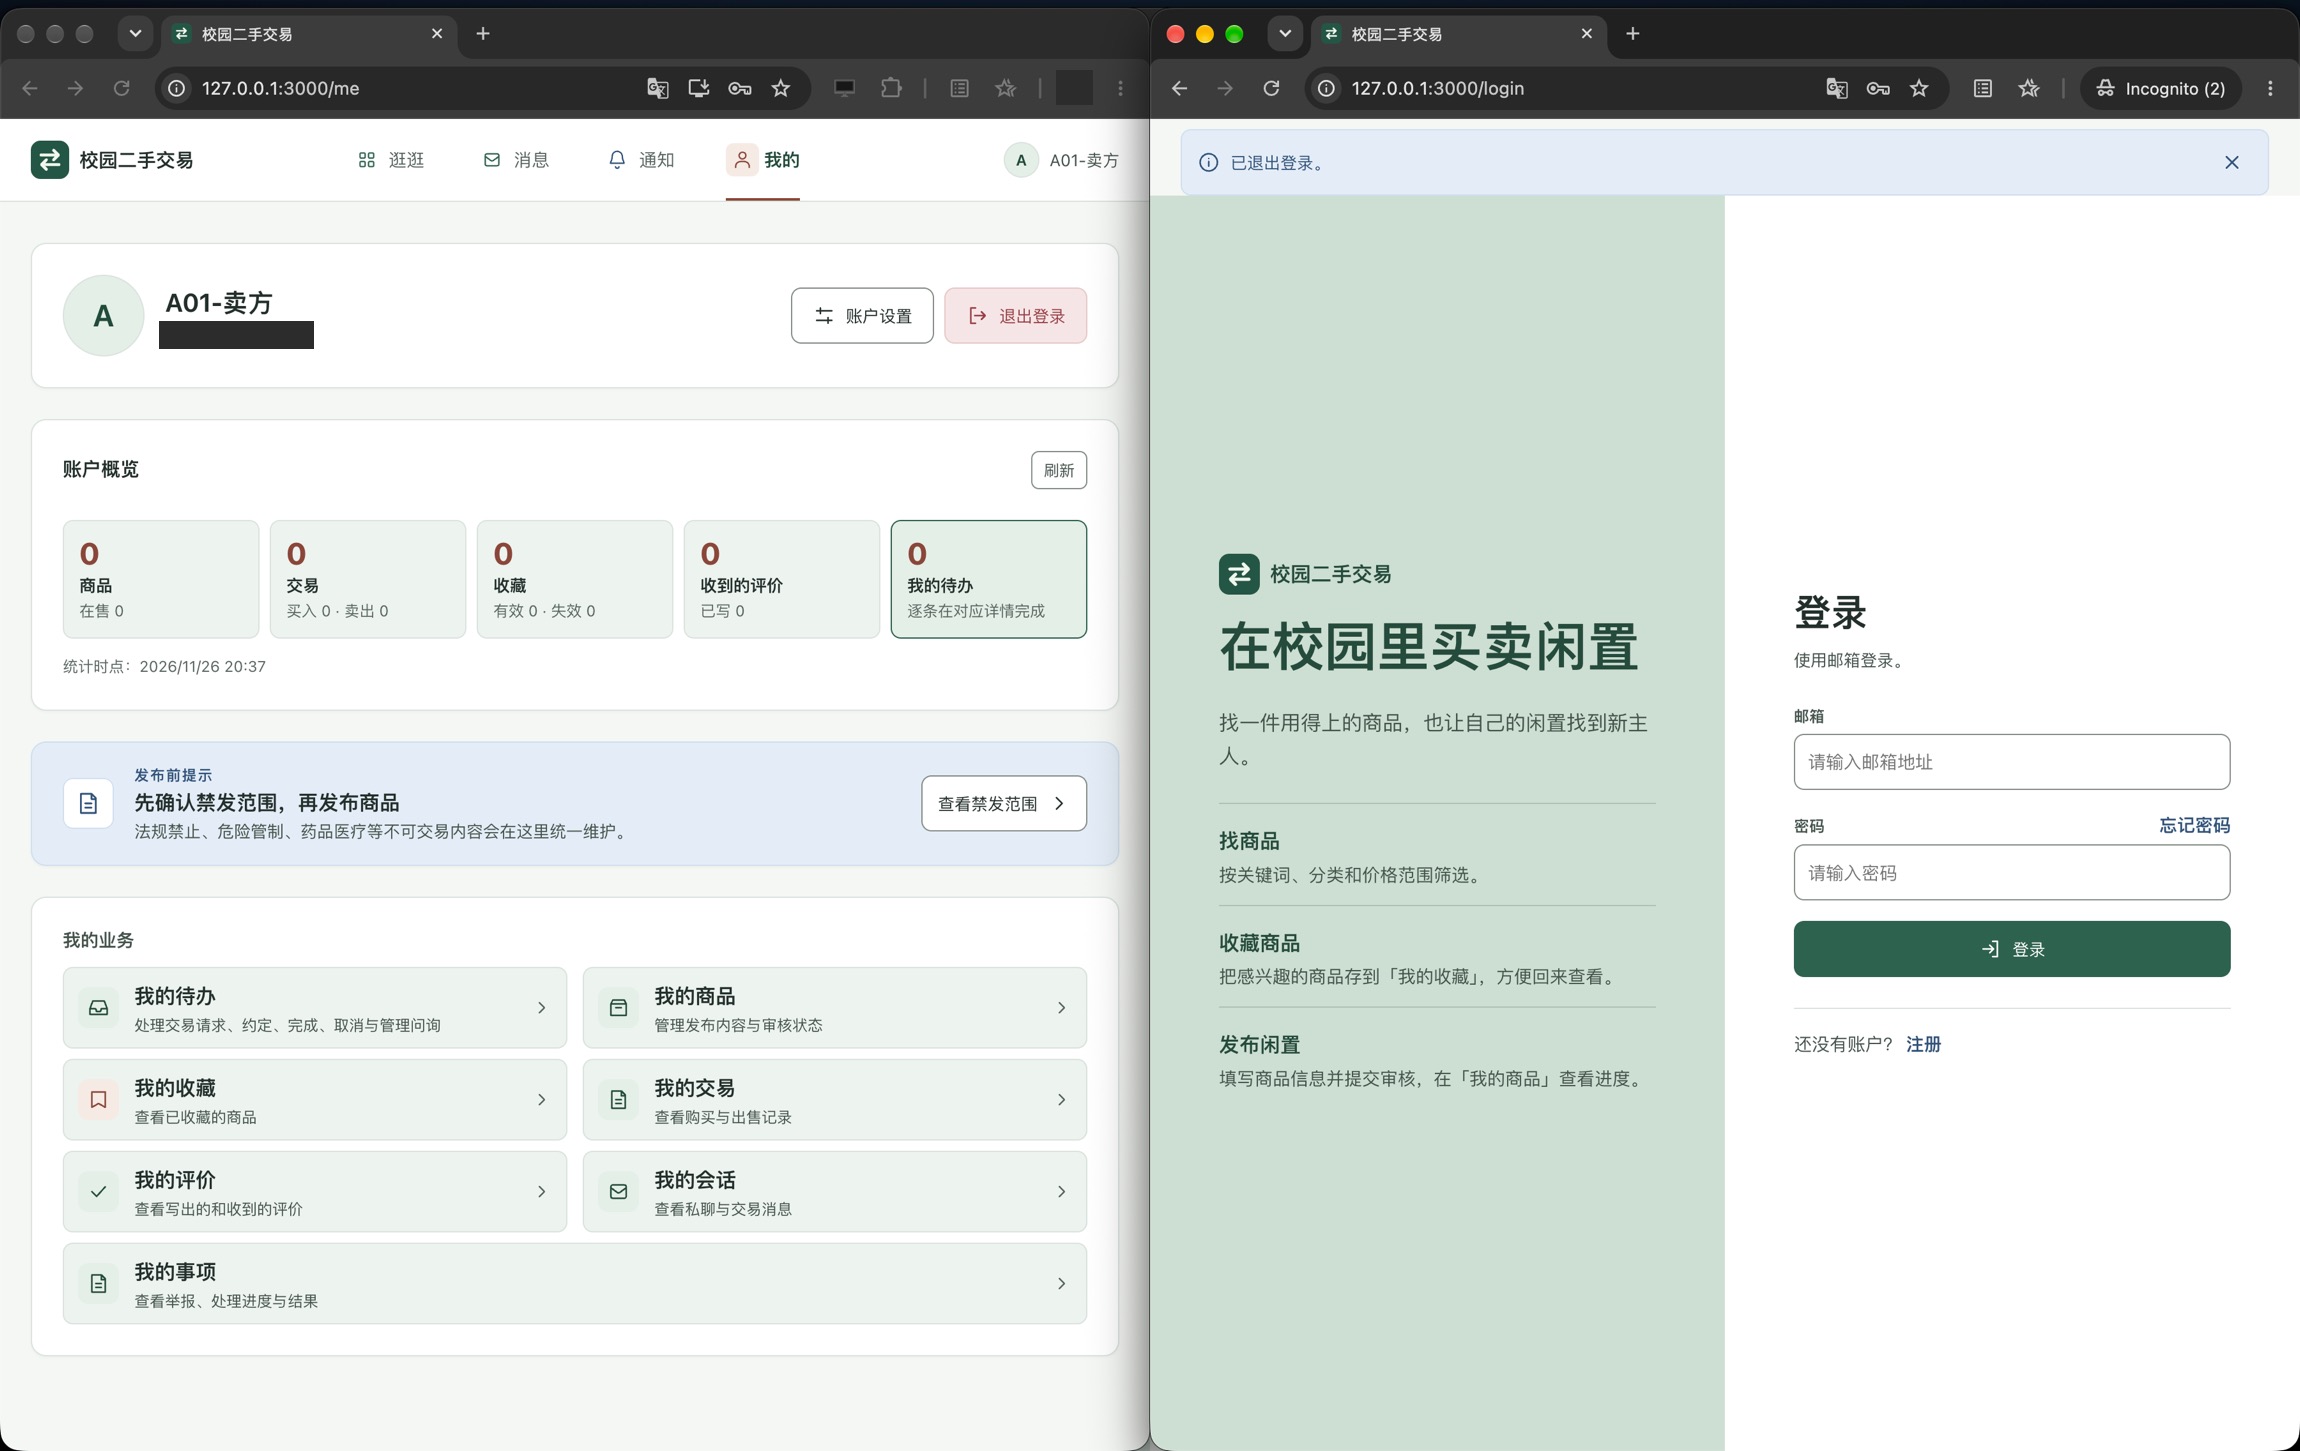 校园二手交易
127.0.0.1:3000/me
校园二手交易
逛逛
消息
通知
我的
A
A01-卖方
A
A01-卖方
账户设置
退出登录
账户概览
刷新
0
商品
在售 0
0
交易
买入 0 · 卖出 0
0
收藏
有效 0 · 失效 0
0
收到的评价
已写 0
0
我的待办
逐条在对应详情完成
统计时点：2026/11/26 20:37
发布前提示
先确认禁发范围，再发布商品
法规禁止、危险管制、药品医疗等不可交易内容会在这里统一维护。
查看禁发范围
我的业务
我的待办
处理交易请求、约定、完成、取消与管理问询
我的商品
管理发布内容与审核状态
我的收藏
查看已收藏的商品
我的交易
查看购买与出售记录
我的评价
查看写出的和收到的评价
我的会话
查看私聊与交易消息
我的事项
查看举报、处理进度与结果
校园二手交易
127.0.0.1:3000/login
Incognito (2)
已退出登录。
校园二手交易
在校园里买卖闲置
找一件用得上的商品，也让自己的闲置找到新主
人。
找商品
按关键词、分类和价格范围筛选。
收藏商品
把感兴趣的商品存到「我的收藏」，方便回来查看。
发布闲置
填写商品信息并提交审核，在「我的商品」查看进度。
登录
使用邮箱登录。
邮箱
请输入邮箱地址
密码
忘记密码
请输入密码
登录
还没有账户？ 注册